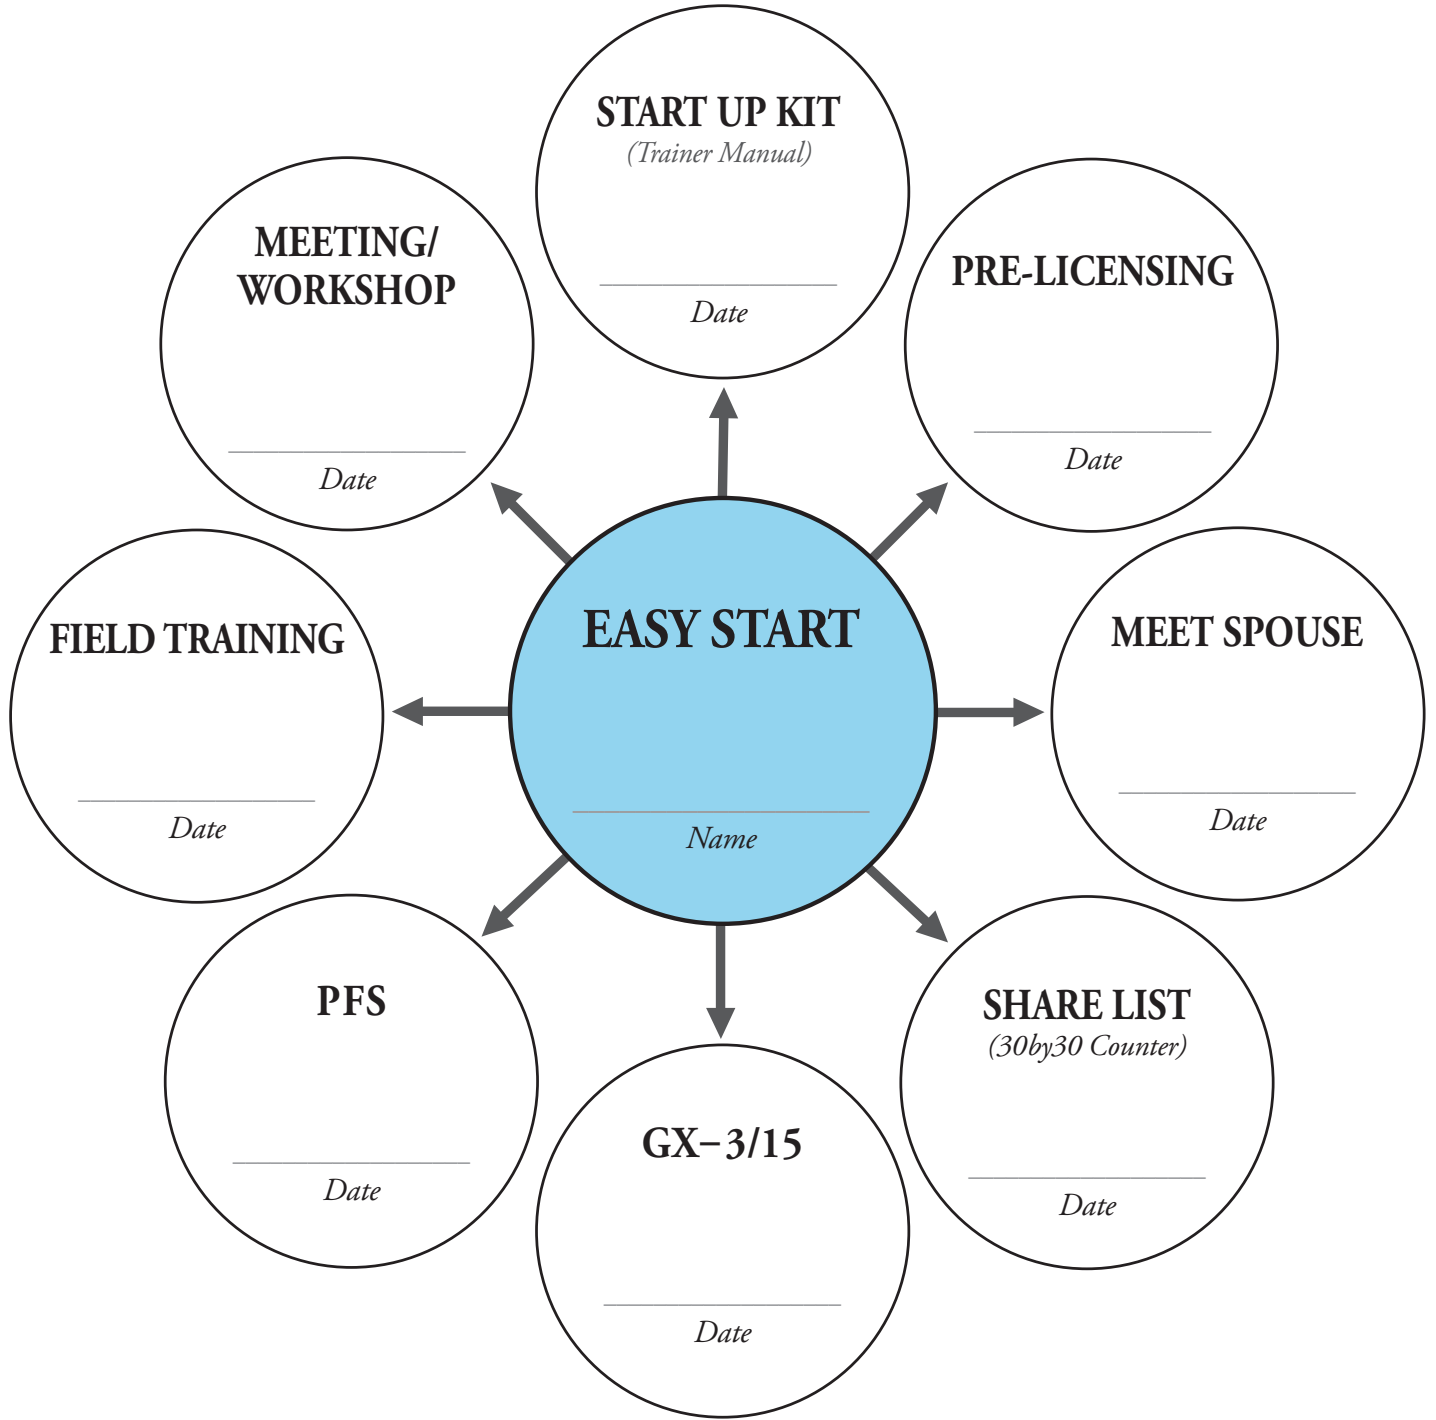 START UP KIT
(Trainer Manual)
Date
MEETING/
WORKSHOP
Date
PRE-LICENSING
Date
FIELD TRAINING
Date
EASY START
Name
MEET SPOUSE
Date
PFS
Date
SHARE LIST
(30by30 Counter)
Date
GX–3/15
Date